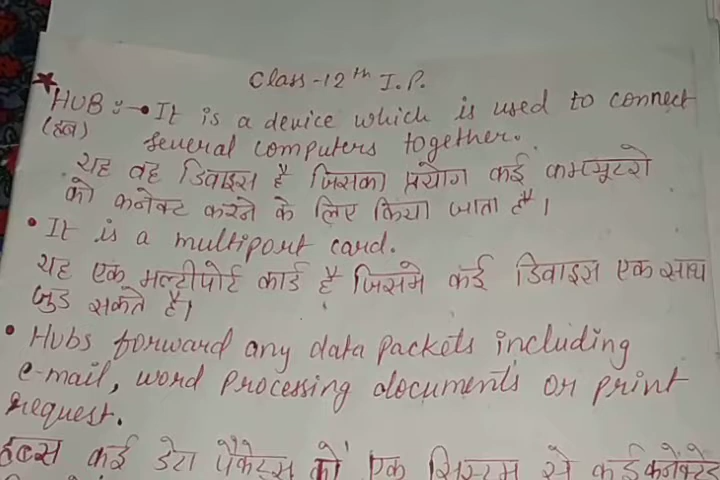 Class-12th I.P.
★ HUB :- • It is a device which is used to connect
(हब) several computers together.
यह वह डिवाइस है जिसका प्रयोग कई कम्प्यूटरो
को कनेक्ट करने के लिए किया जाता है।
• It is a multiport card.
यह एक मल्टीपोर्ट कार्ड है जिसमे कई डिवाइस एक साथ
जुड सकते है।
• Hubs forward any data packets including
e-mail, word processing documents or print
request.
हब्स कई डेटा पैकेट्स को एक सिस्टम से कई कनेक्टेड